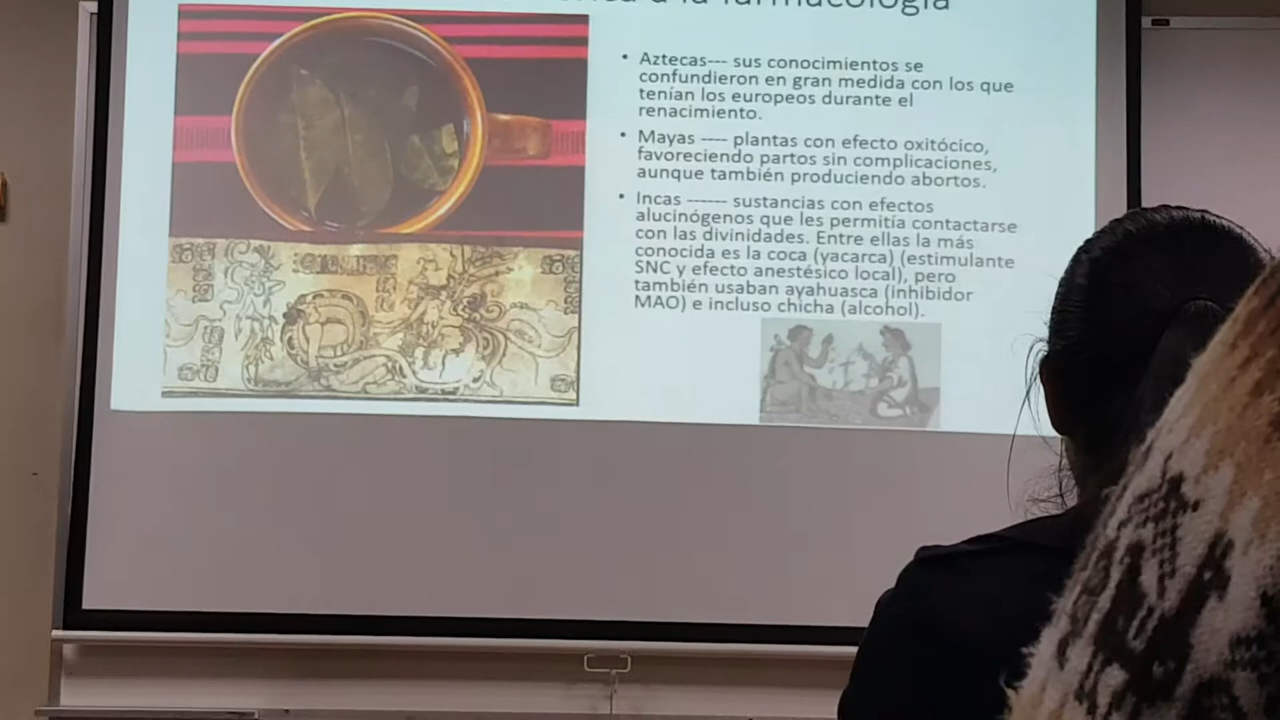 a la farmacología
• Aztecas--- sus conocimientos se
confundieron en gran medida con los que
tenían los europeos durante el
renacimiento.
• Mayas ---- plantas con efecto oxitócico,
favoreciendo partos sin complicaciones,
aunque también produciendo abortos.
• Incas ------ sustancias con efectos
alucinógenos que les permitía contactarse
con las divinidades. Entre ellas la más
conocida es la coca (yacarca) (estimulante
SNC y efecto anestésico local), pero
también usaban ayahuasca (inhibidor
MAO) e incluso chicha (alcohol).